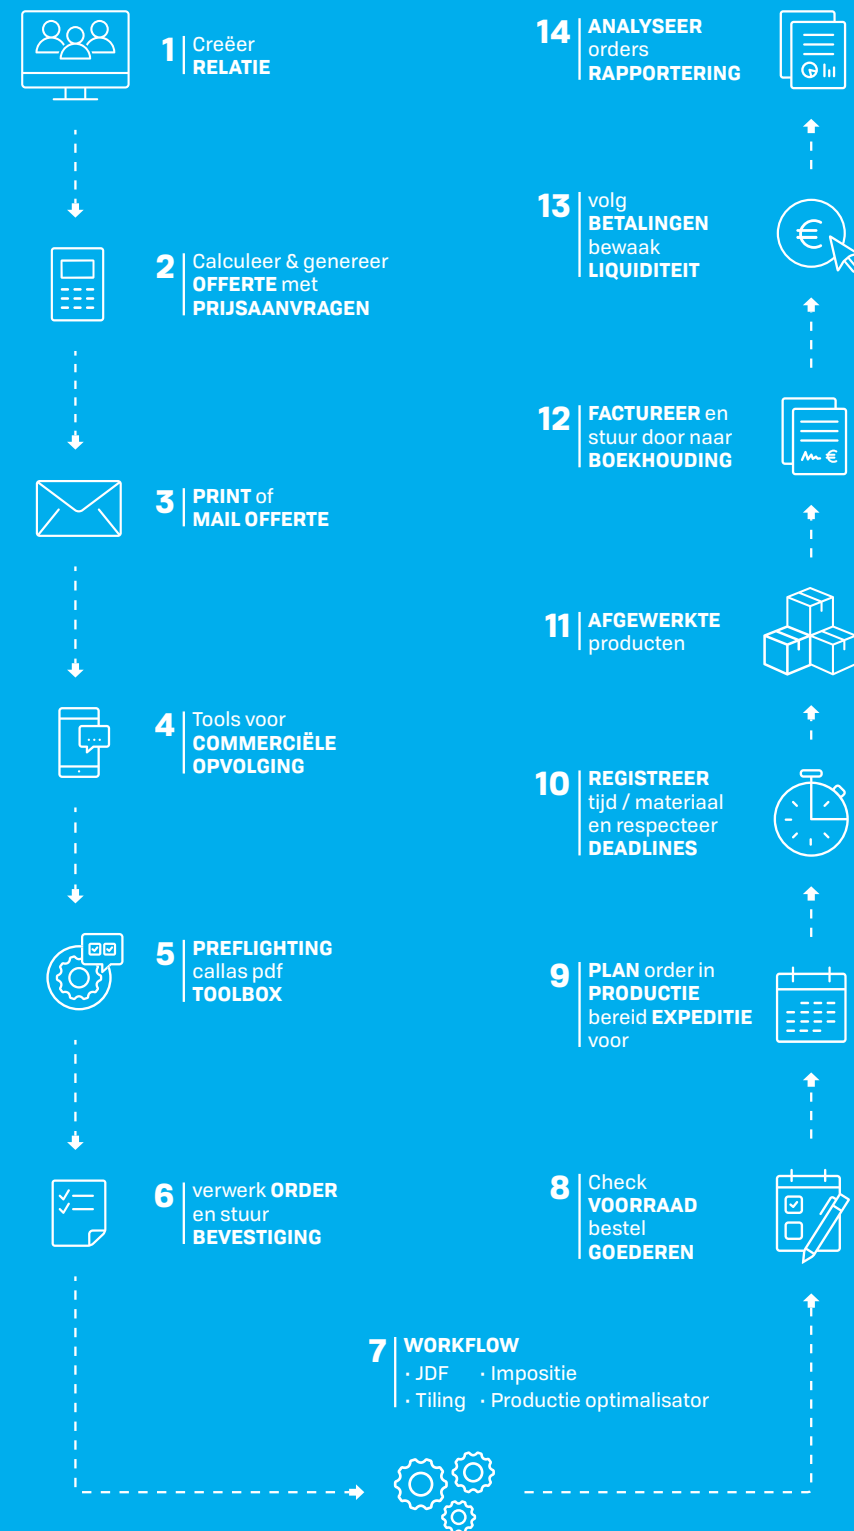 1 Creëer
RELATIE
2 Calculeer & genereer
OFFERTE met
PRIJSAANVRAGEN
3 PRINT of
MAIL OFFERTE
4 Tools voor
COMMERCIËLE
OPVOLGING
5 PREFLIGHTING
callas pdf
TOOLBOX
6 verwerk ORDER
en stuur
BEVESTIGING
7 WORKFLOW
· JDF · Impositie
· Tiling · Productie optimalisator
8 Check
VOORRAAD
bestel
GOEDEREN
9 PLAN order in
PRODUCTIE
bereid EXPEDITIE
voor
10 REGISTREER
tijd / materiaal
en respecteer
DEADLINES
11 AFGEWERKTE
producten
12 FACTUREER en
stuur door naar
BOEKHOUDING
€
13 volg
BETALINGEN
bewaak
LIQUIDITEIT
€
14 ANALYSEER
orders
RAPPORTERING